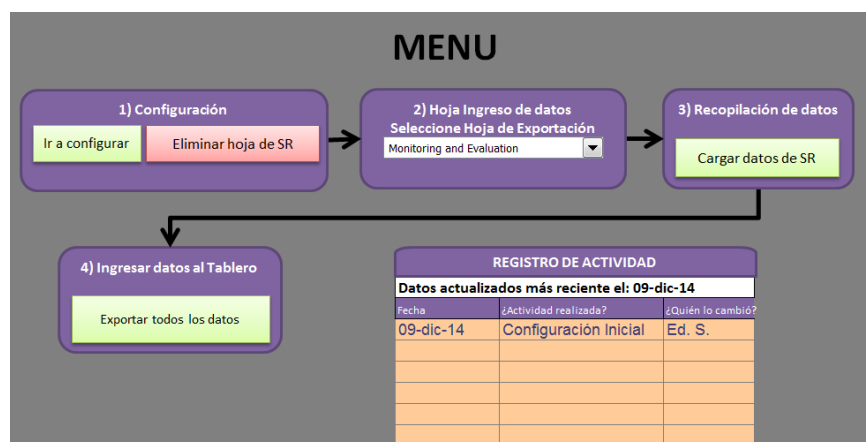 MENU
1) Configuración
Ir a configurar
Eliminar hoja de SR
2) Hoja Ingreso de datos
Seleccione Hoja de Exportación
Monitoring and Evaluation
3) Recopilación de datos
Cargar datos de SR
4) Ingresar datos al Tablero
Exportar todos los datos
REGISTRO DE ACTIVIDAD
Datos actualizados más reciente el: 09-dic-14
Fecha ¿Actividad realizada? ¿Quién lo cambió?
09-dic-14 Configuración Inicial Ed. S.